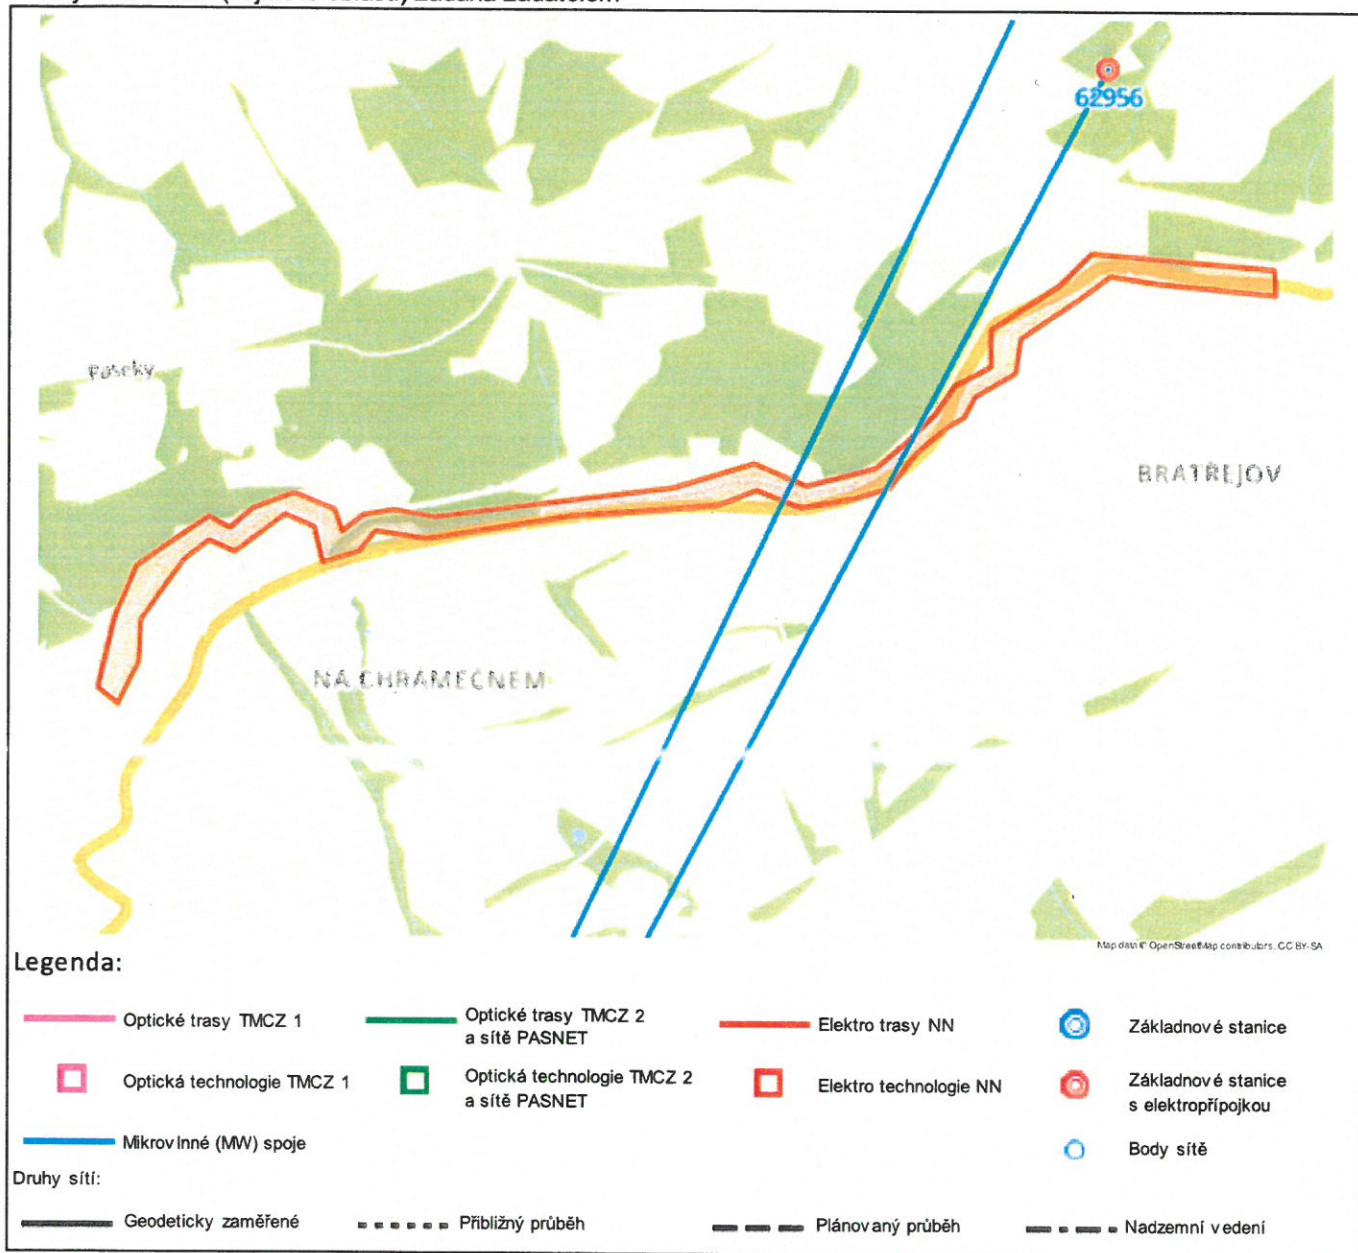 62956
Paseky
BRATŘEJOV
NA CHRÁMEČNÉM
Map data © OpenStreetMap contributors, CC BY-SA
Legenda:
Optické trasy TMCZ 1
Optické trasy TMCZ 2
a sítě PASNET
Elektro trasy NN
Základnové stanice
Optická technologie TMCZ 1
Optická technologie TMCZ 2
a sítě PASNET
Elektro technologie NN
Základnové stanice
s elektropřípojkou
Mikrovlnné (MW) spoje
Body sítě
Druhy sítí:
Geodeticky zaměřené
Přibližný průběh
Plánovaný průběh
Nadzemní vedení